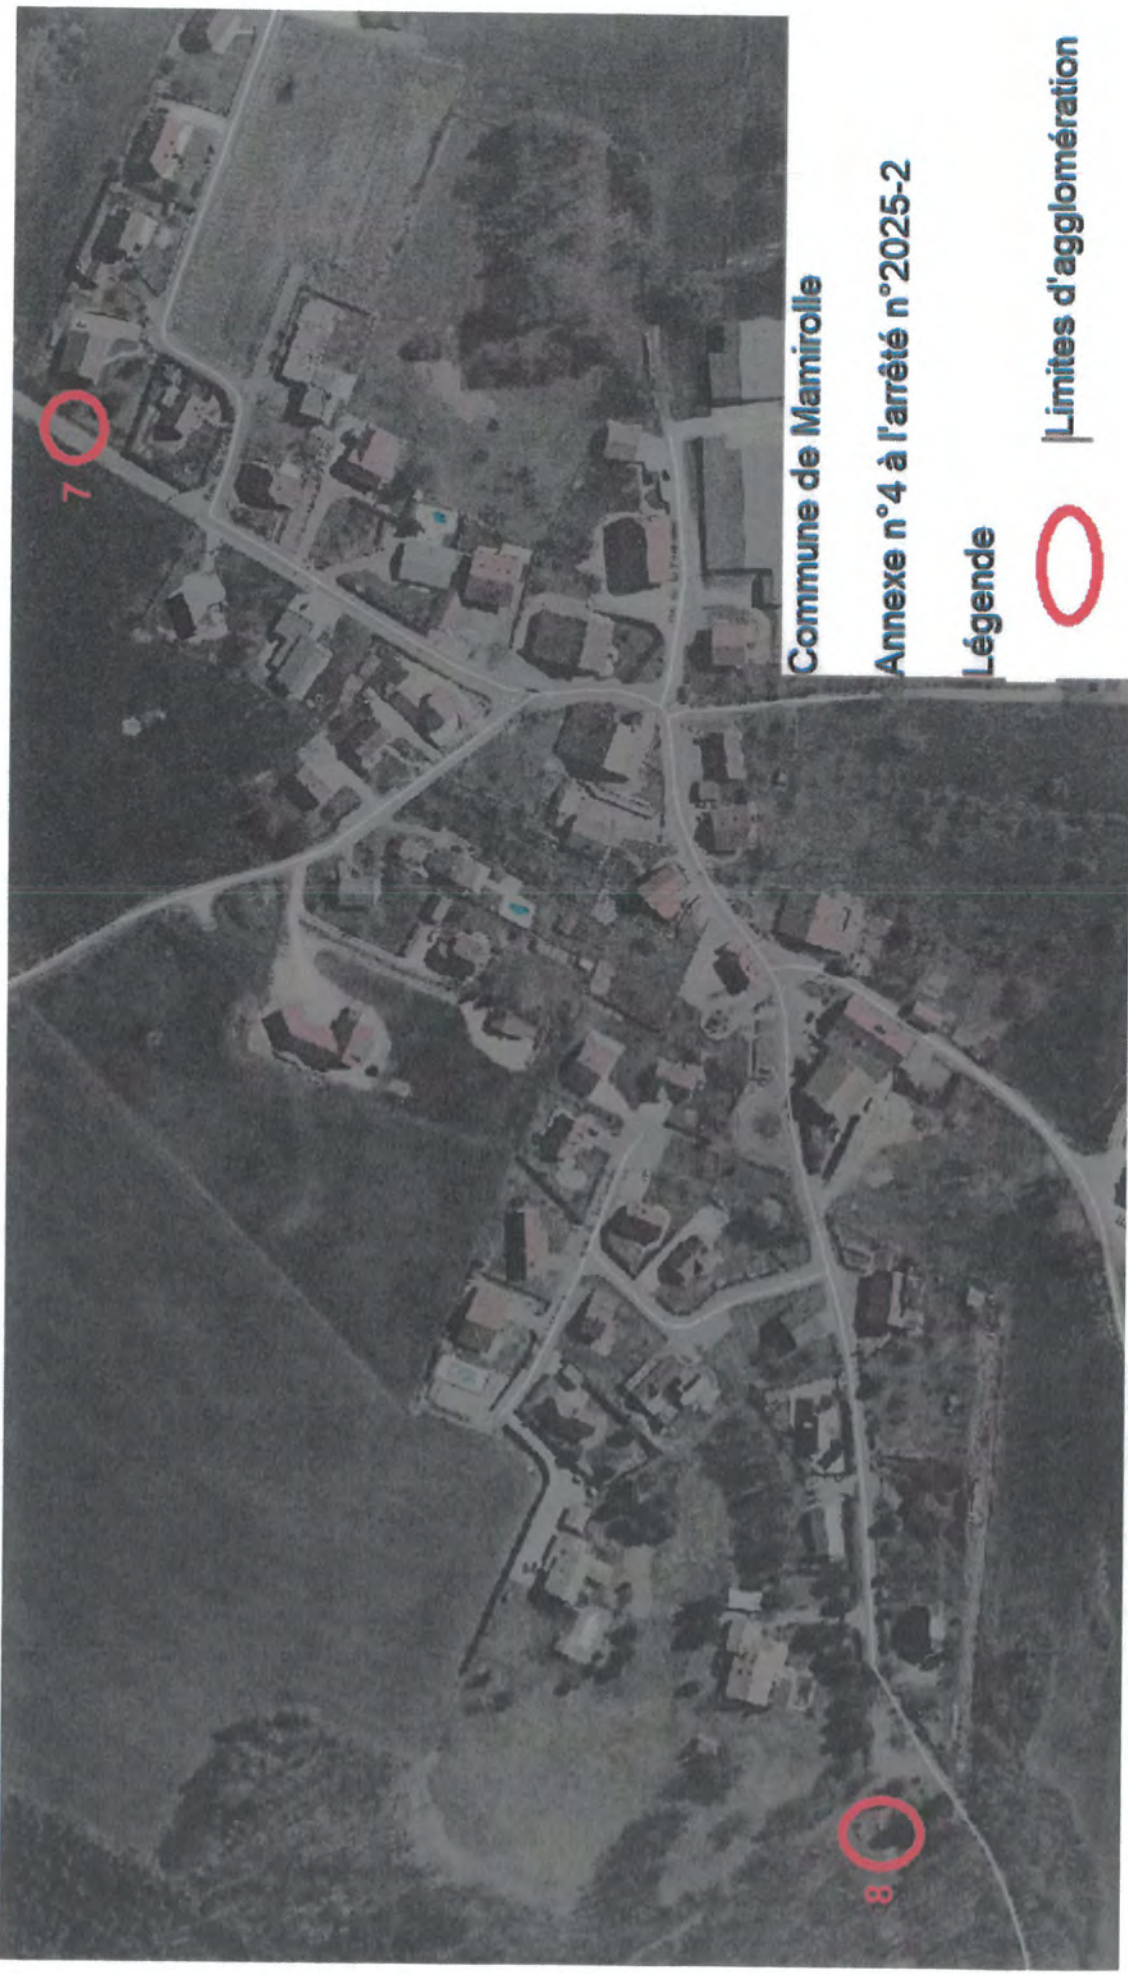 Commune de Mamirolle
Annexe n°4 à l'arrêté n°2025-2
Légende
Limites d'agglomération
7
8